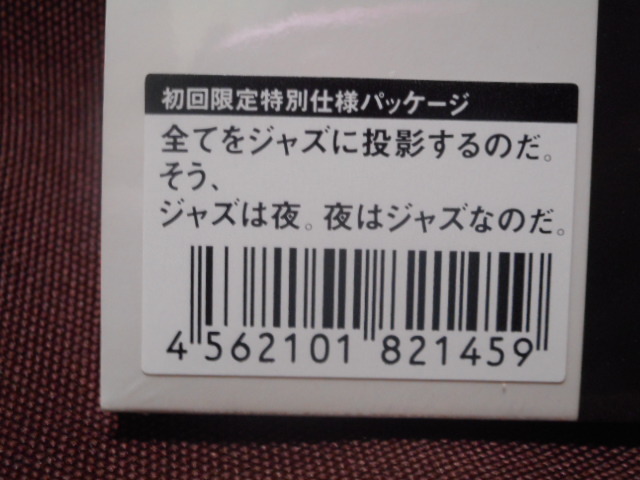 初回限定特別仕様パッケージ
全てをジャズに投影するのだ。
そう、
ジャズは夜。夜はジャズなのだ。
4 562101 821459